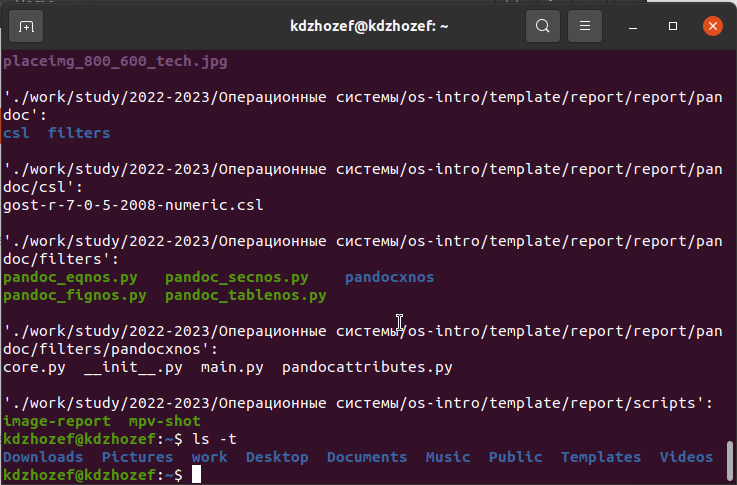 kdzhozef@kdzhozef: ~
placeimg_800_600_tech.jpg
'./work/study/2022-2023/Операционные системы/os-intro/template/report/report/pan
doc':
csl  filters
'./work/study/2022-2023/Операционные системы/os-intro/template/report/report/pan
doc/csl':
gost-r-7-0-5-2008-numeric.csl
'./work/study/2022-2023/Операционные системы/os-intro/template/report/report/pan
doc/filters':
pandoc_eqnos.py   pandoc_secnos.py    pandocxnos
pandoc_fignos.py  pandoc_tablenos.py
'./work/study/2022-2023/Операционные системы/os-intro/template/report/report/pan
doc/filters/pandocxnos':
core.py  __init__.py  main.py  pandocattributes.py
'./work/study/2022-2023/Операционные системы/os-intro/template/report/scripts':
image-report  mpv-shot
kdzhozef@kdzhozef:~$ ls -t
Downloads  Pictures  work  Desktop  Documents  Music  Public  Templates  Videos
kdzhozef@kdzhozef:~$